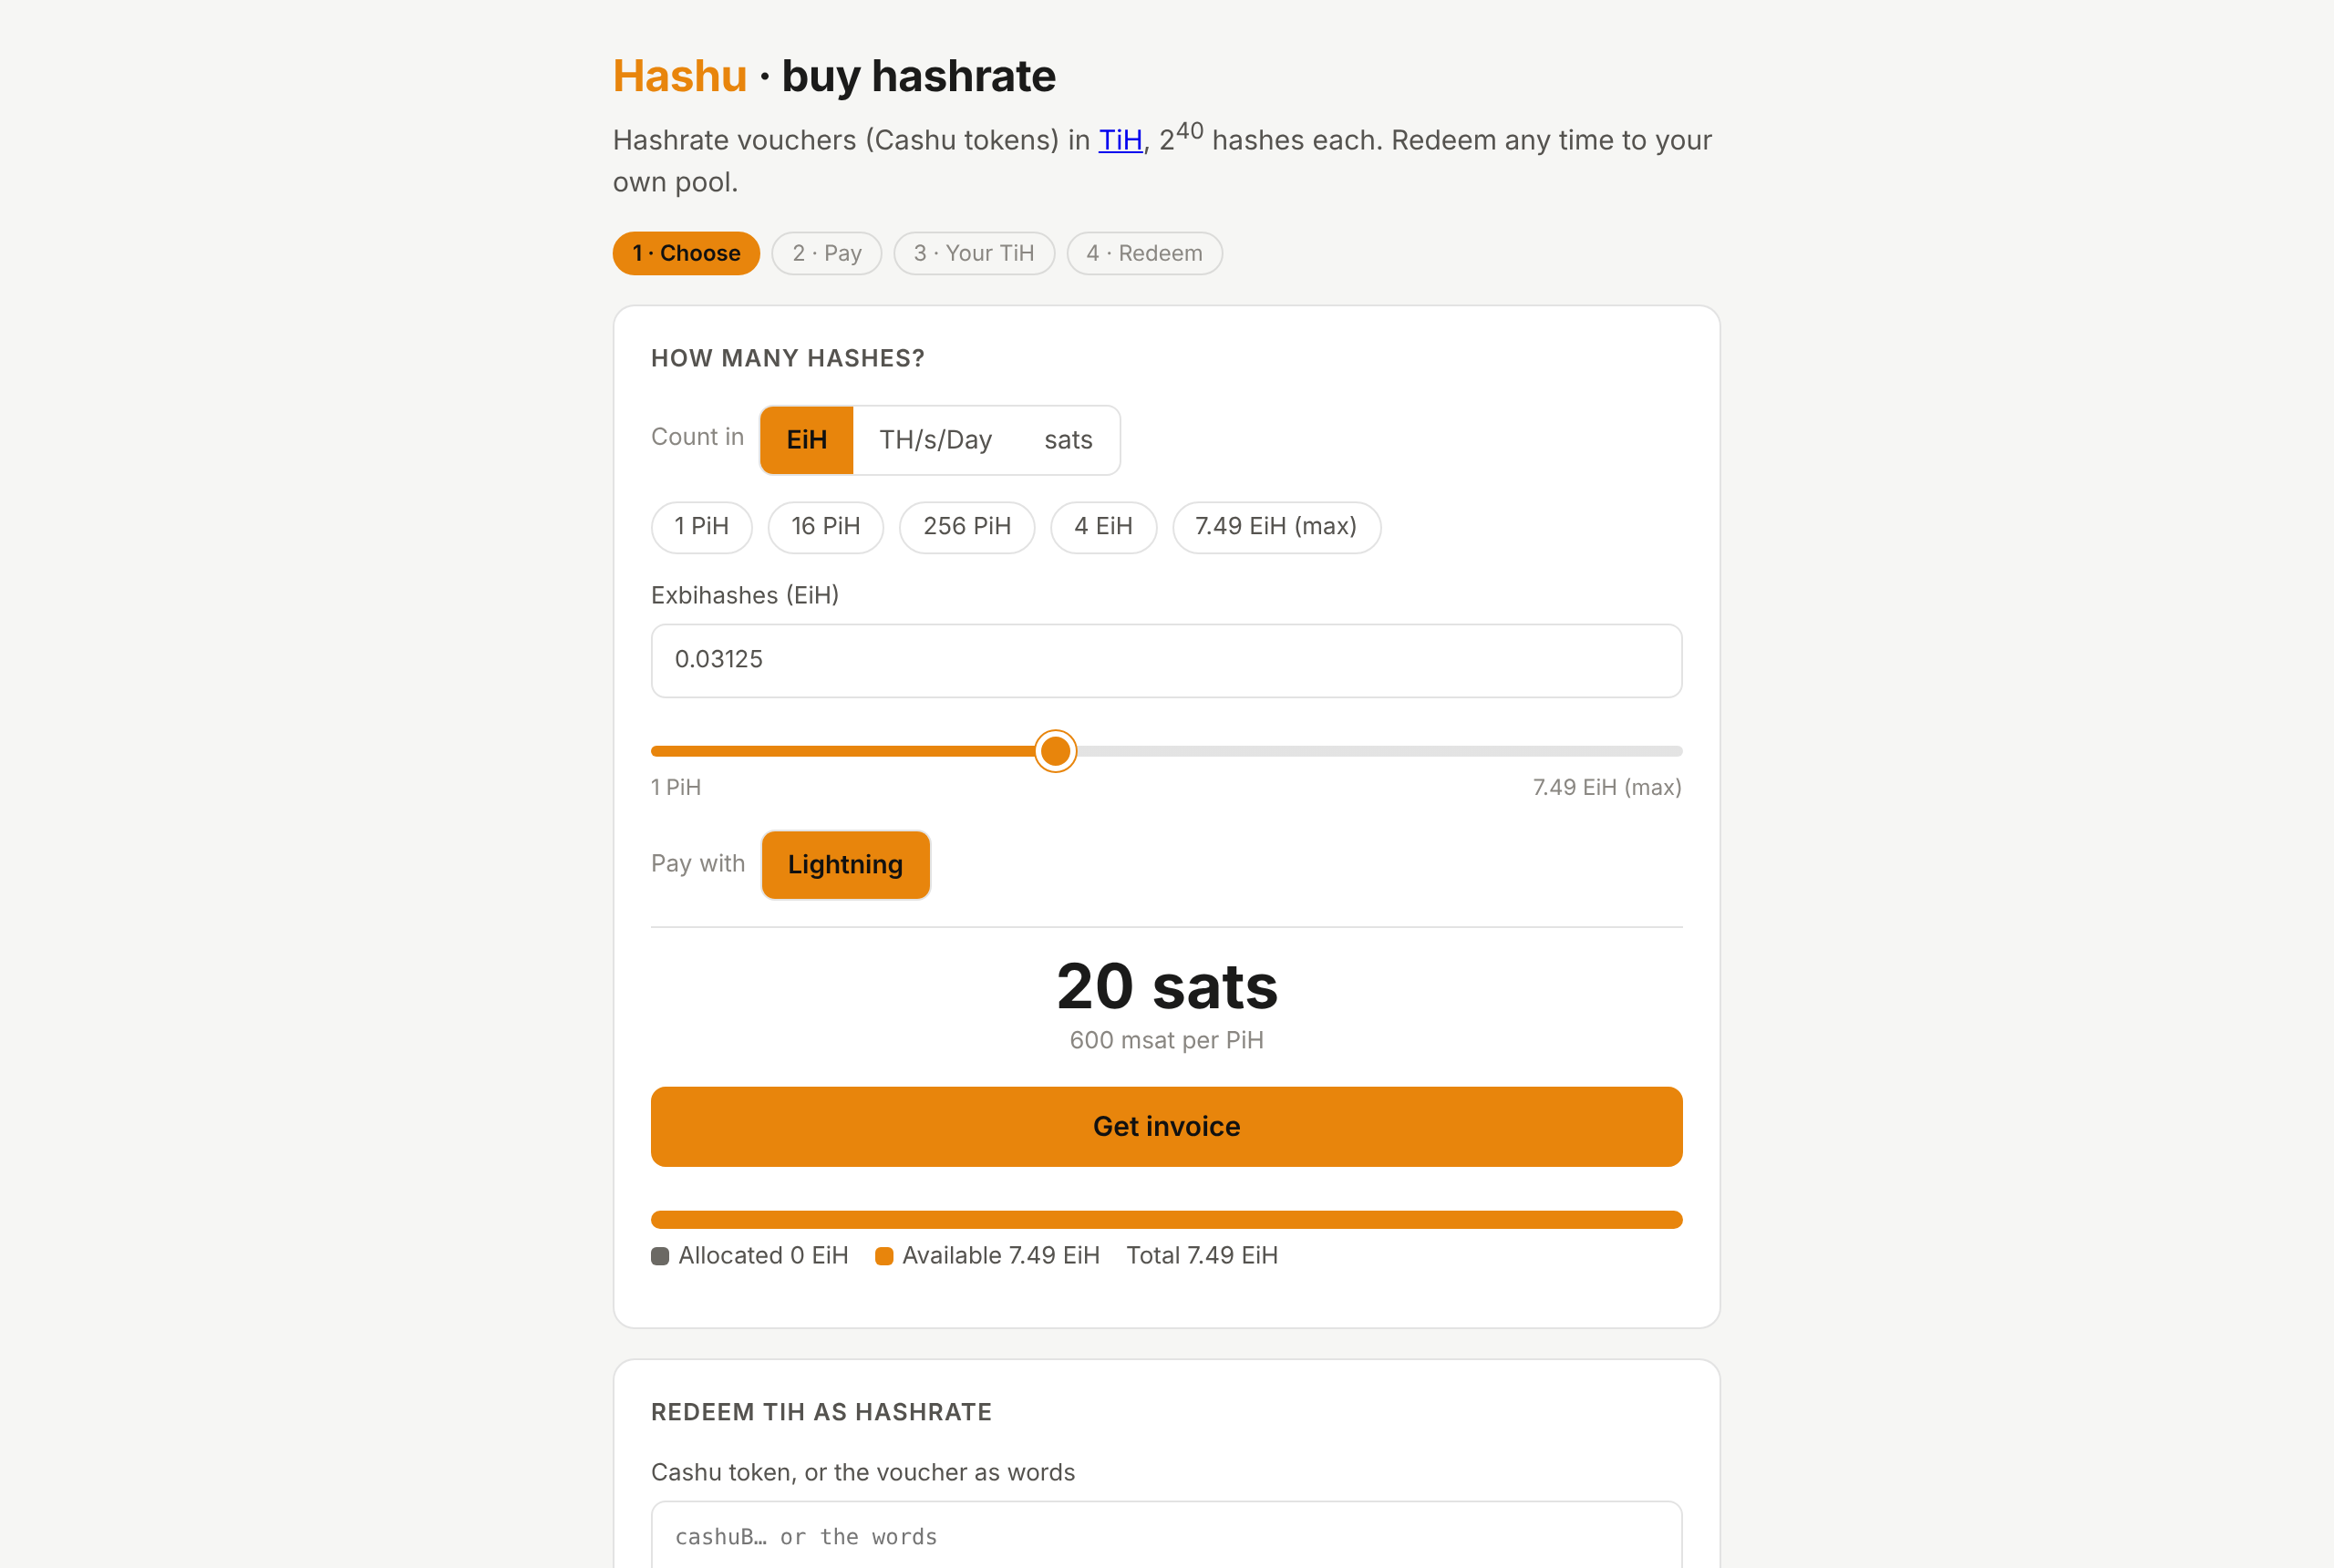 Hashu · buy hashrate
Hashrate vouchers (Cashu tokens) in TiH, 2^40 hashes each. Redeem any time to your
own pool.
1 · Choose 2 · Pay 3 · Your TiH 4 · Redeem
HOW MANY HASHES?
Count in EiH TH/s/Day sats
1 PiH 16 PiH 256 PiH 4 EiH 7.49 EiH (max)
Exbihashes (EiH)
0.03125
1 PiH 7.49 EiH (max)
Pay with Lightning
20 sats
600 msat per PiH
Get invoice
Allocated 0 EiH Available 7.49 EiH Total 7.49 EiH
REDEEM TIH AS HASHRATE
Cashu token, or the voucher as words
cashuB… or the words